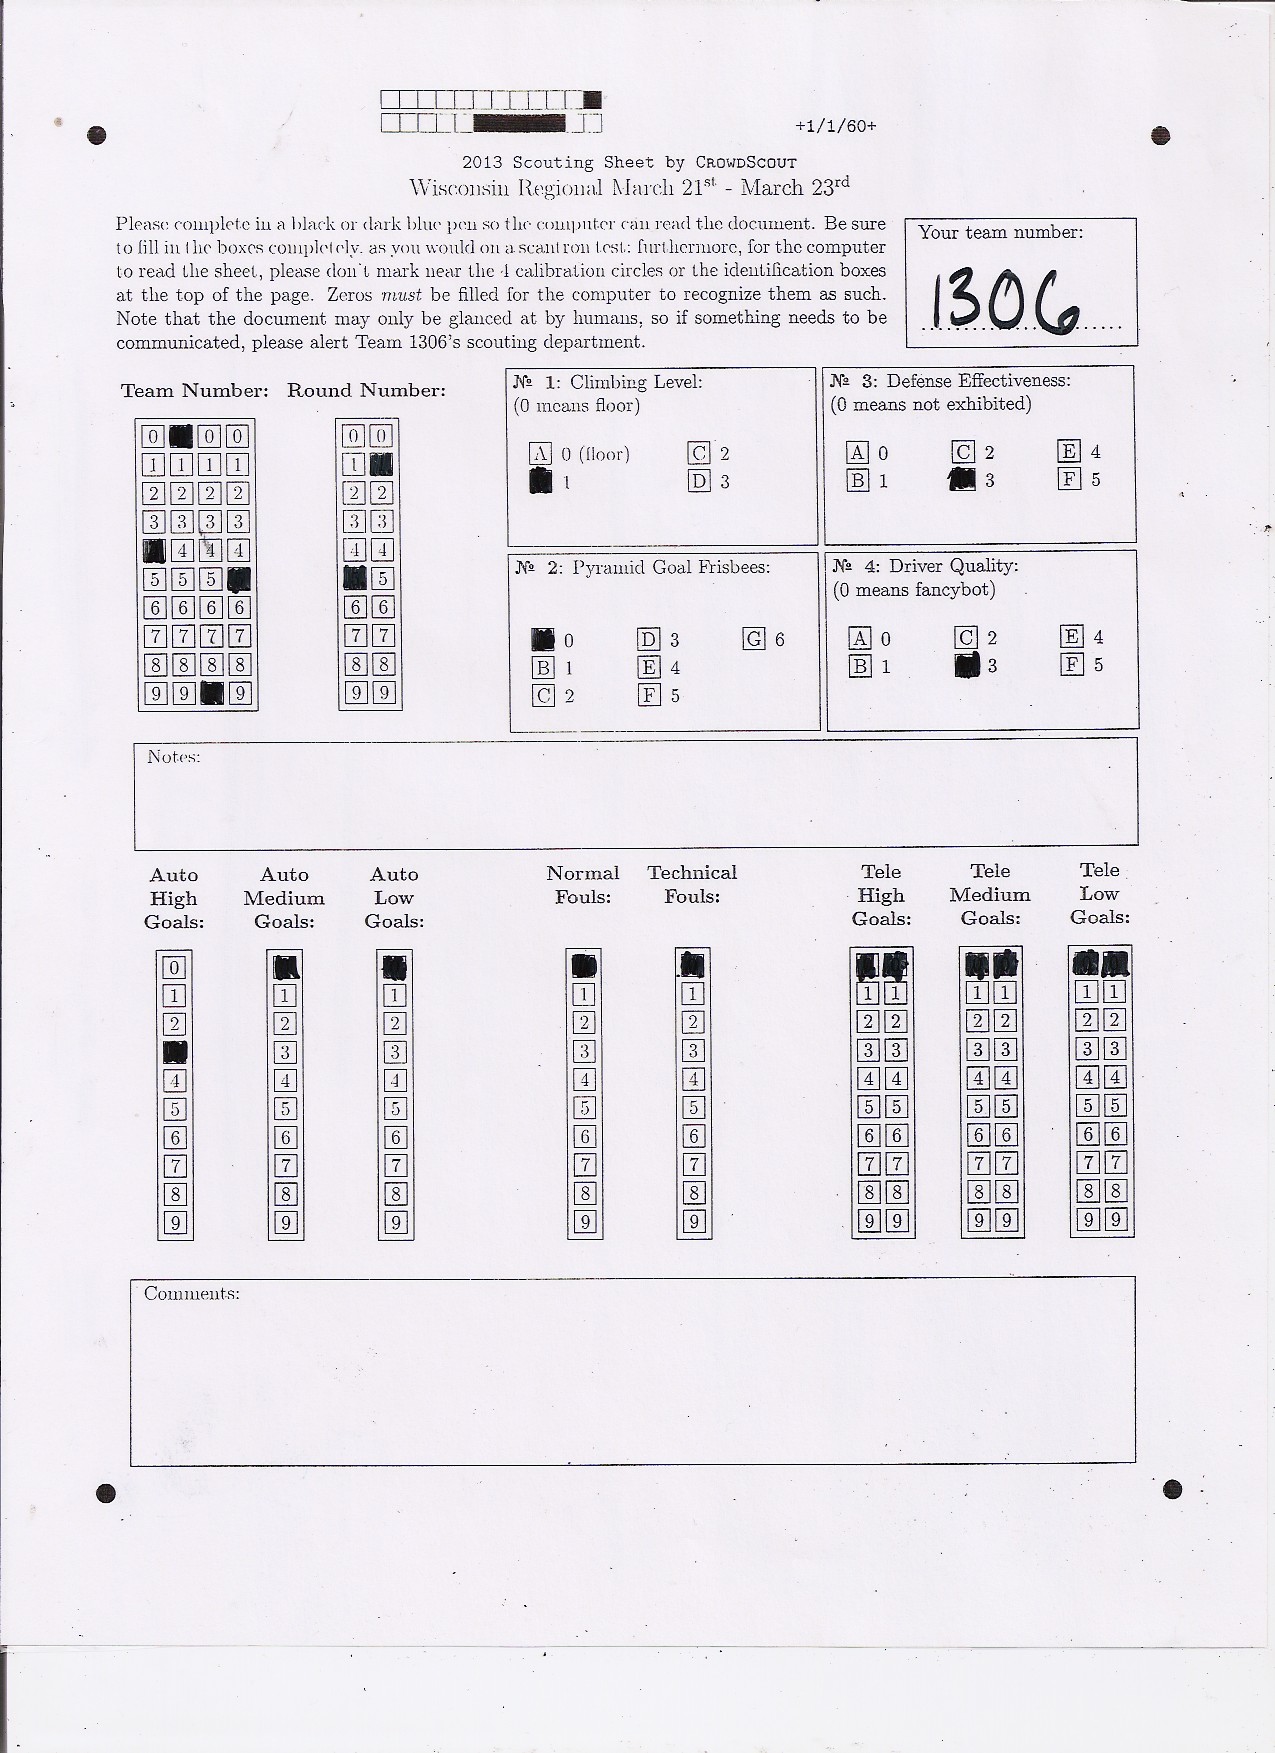 +1/1/60+
2013 Scouting Sheet by CROWDSCOUT
Wisconsin Regional March 21st - March 23rd
Please complete in a black or dark blue pen so the computer can read the document. Be sure
to fill in the boxes completely, as you would on a scantron test; furthermore, for the computer
to read the sheet, please don't mark near the 4 calibration circles or the identification boxes
at the top of the page. Zeros must be filled for the computer to recognize them as such.
Note that the document may only be glanced at by humans, so if something needs to be
communicated, please alert Team 1306's scouting department.
Your team number:
1306
Team Number: Round Number:
0 0 0 0 0
1 1 1 1 1
2 2 2 2 2 2
3 3 3 3 3 3
4 4 4 4 4
5 5 5 5
6 6 6 6 6 6
7 7 7 7 7 7
8 8 8 8 8 8
9 9 9 9 9
№ 1: Climbing Level:
(0 means floor)
A 0 (floor) C 2
1 D 3
№ 3: Defense Effectiveness:
(0 means not exhibited)
A 0 C 2 E 4
B 1 3 F 5
№ 2: Pyramid Goal Frisbees:
0 D 3 G 6
B 1 E 4
C 2 F 5
№ 4: Driver Quality:
(0 means fancybot)
A 0 C 2 E 4
B 1 3 F 5
Notes:
Auto High Goals:
Auto Medium Goals:
Auto Low Goals:
Normal Fouls:
Technical Fouls:
Tele High Goals:
Tele Medium Goals:
Tele Low Goals:
0
1 1 1 1 1 1 1 1 1 1 1
2 2 2 2 2 2 2 2 2 2 2
3 3 3 3 3 3 3 3 3 3
4 4 4 4 4 4 4 4 4 4 4
5 5 5 5 5 5 5 5 5 5 5
6 6 6 6 6 6 6 6 6 6 6
7 7 7 7 7 7 7 7 7 7 7
8 8 8 8 8 8 8 8 8 8 8
9 9 9 9 9 9 9 9 9 9 9
Comments: